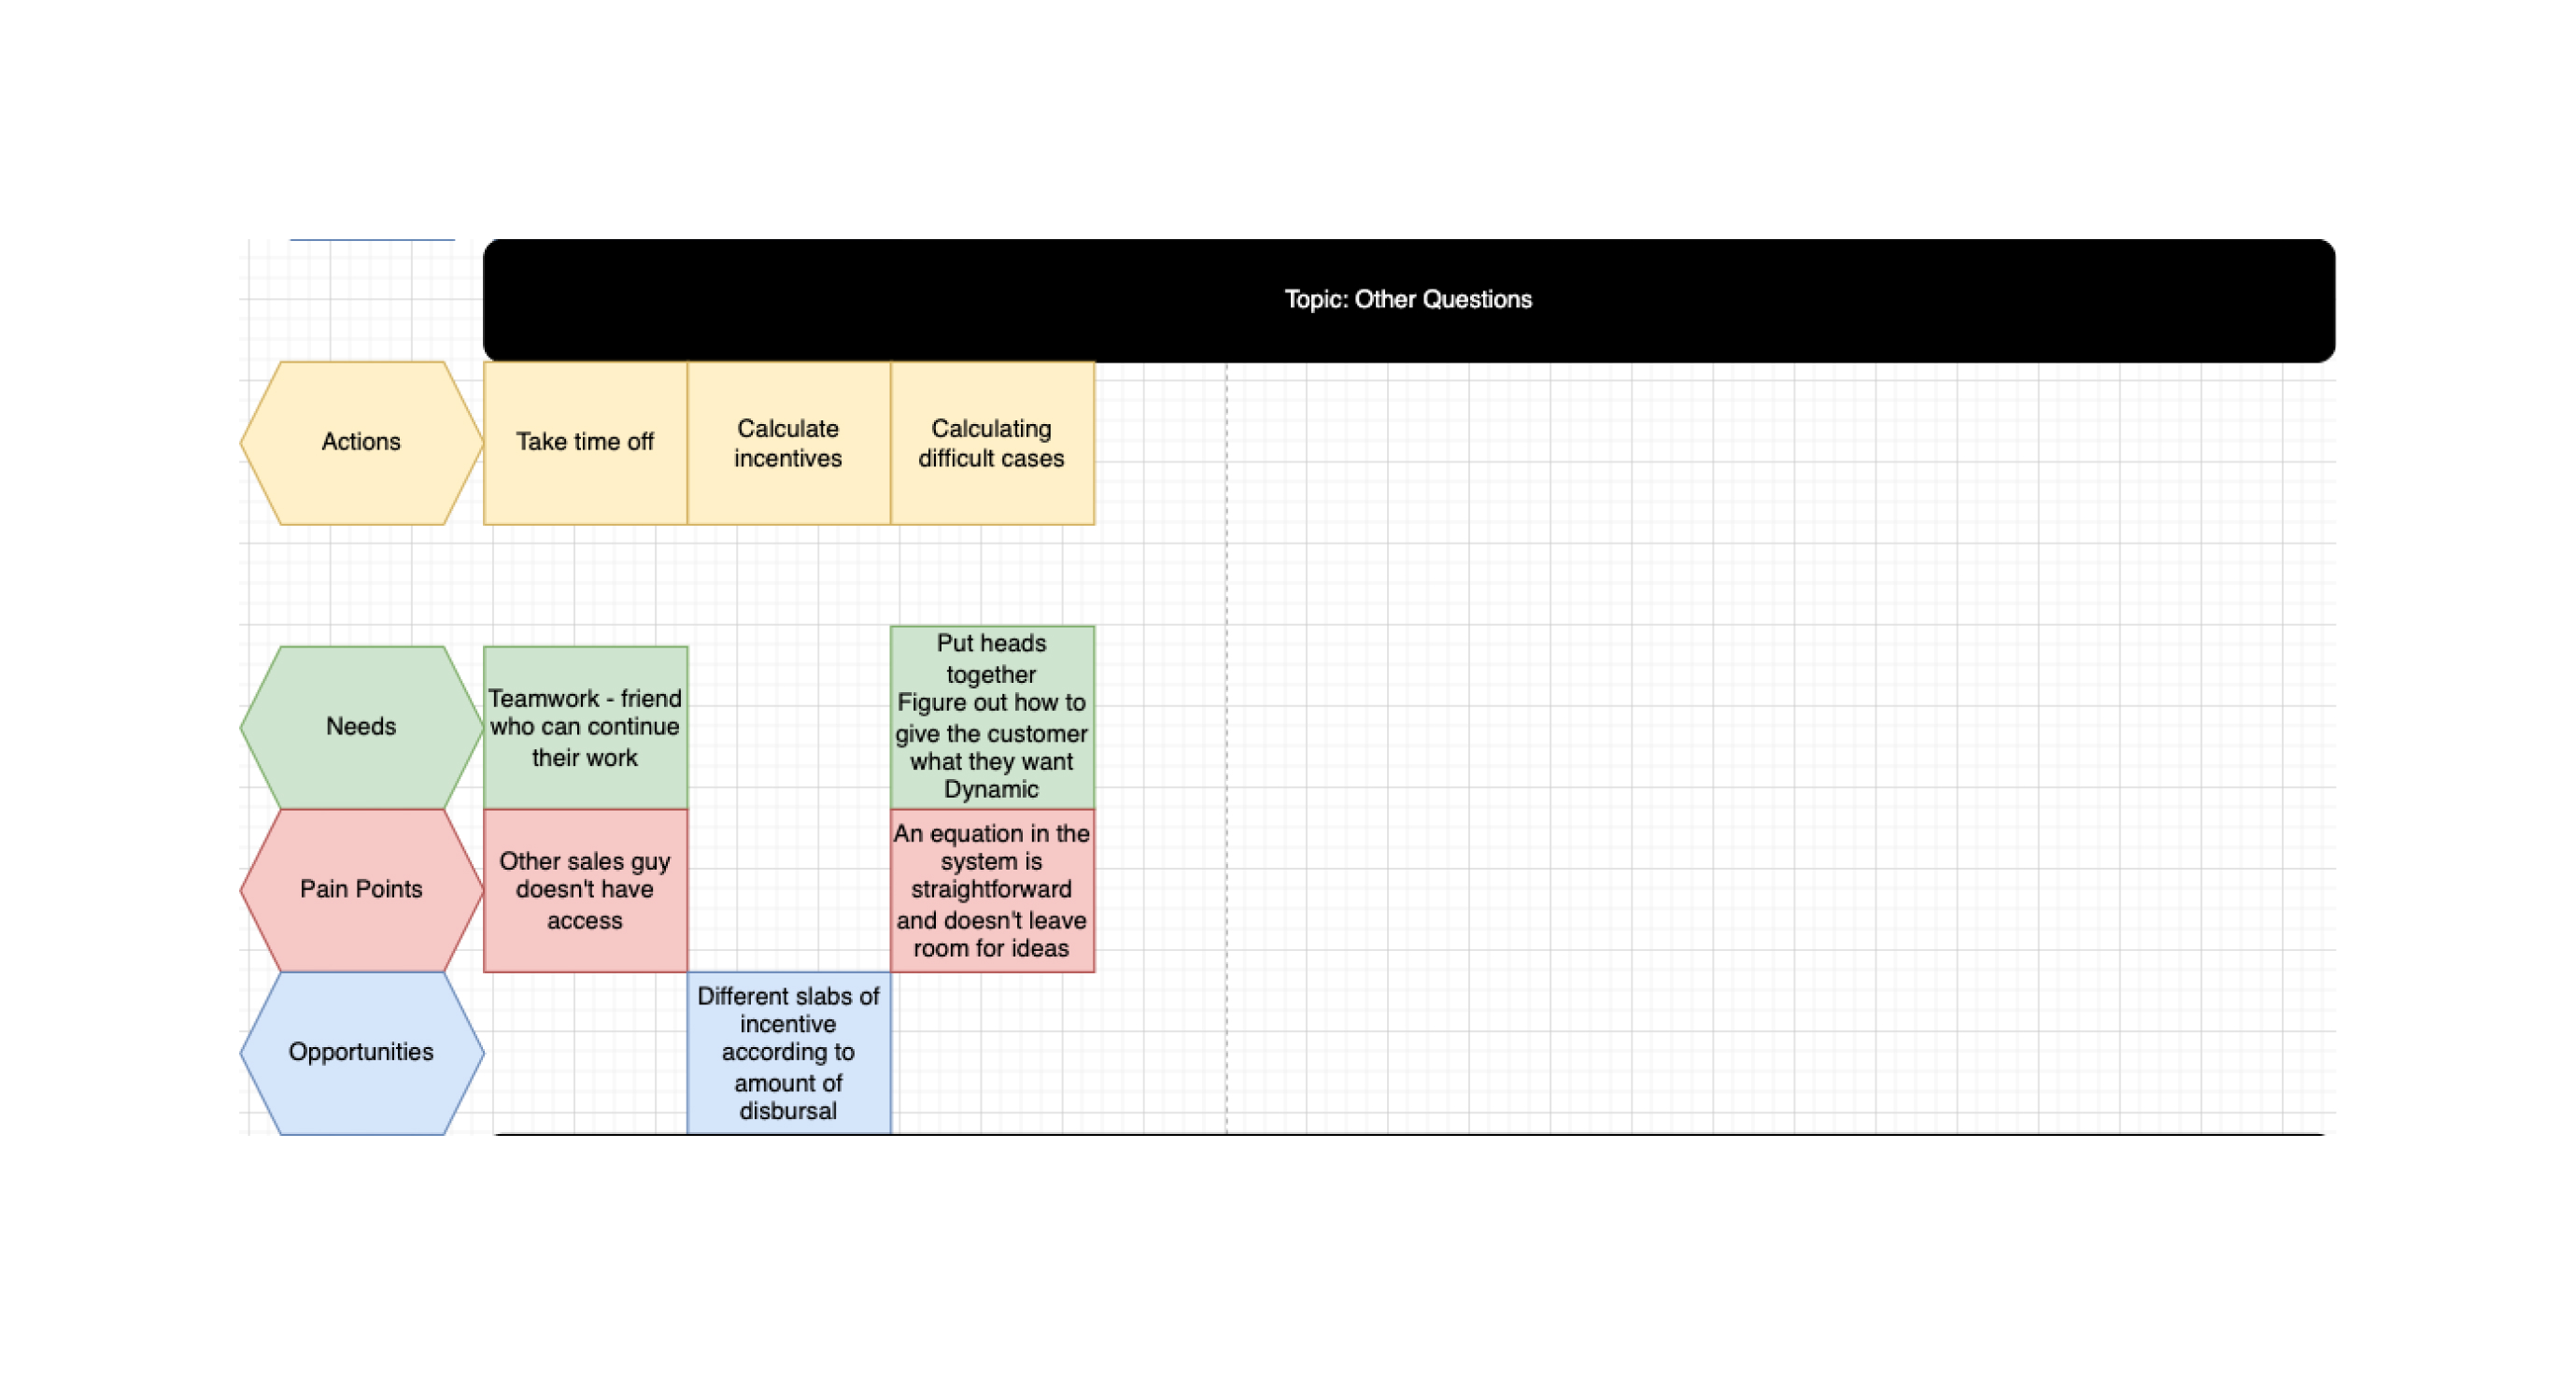 Topic: Other Questions
Actions
Take time off
Calculate
incentives
Calculating
difficult cases
Needs
Teamwork - friend
who can continue
their work
Put heads
together
Figure out how to
give the customer
what they want
Dynamic
Pain Points
Other sales guy
doesn't have
access
An equation in the
system is
straightforward
and doesn't leave
room for ideas
Opportunities
Different slabs of
incentive
according to
amount of
disbursal